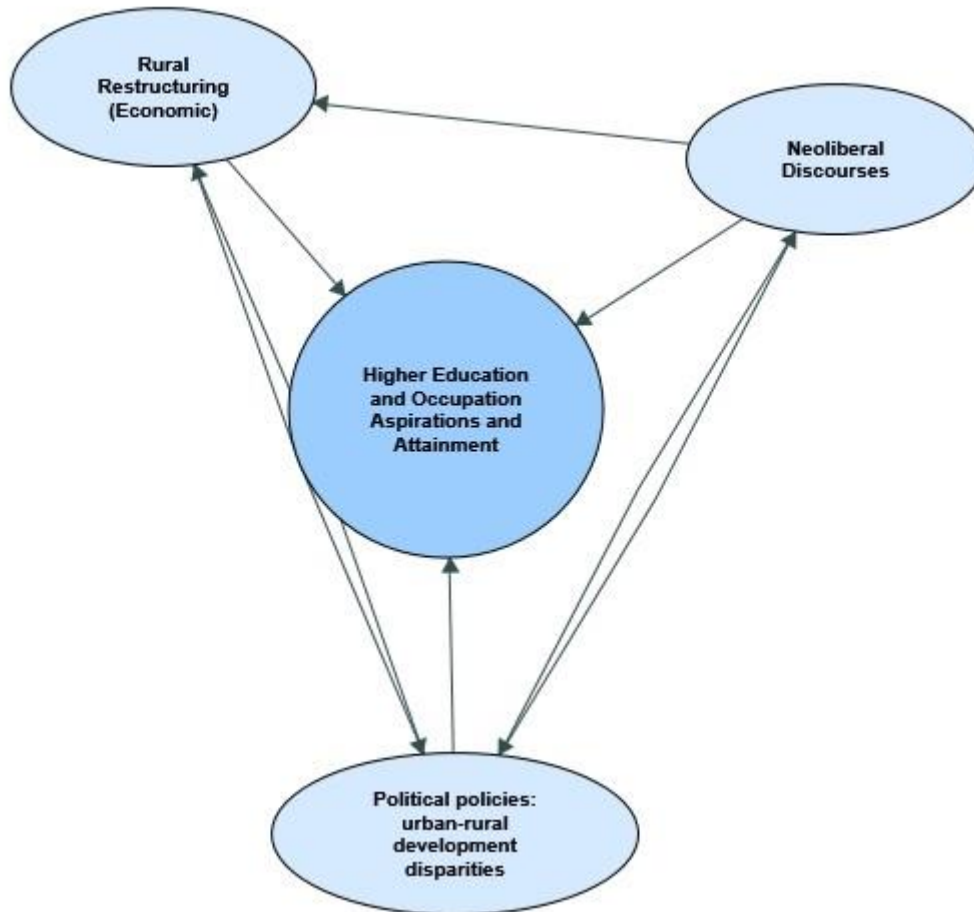 Rural
Restructuring
(Economic)
Neoliberal
Discourses
Higher Education
and Occupation
Aspirations and
Attainment
Political policies:
urban-rural
development
disparities